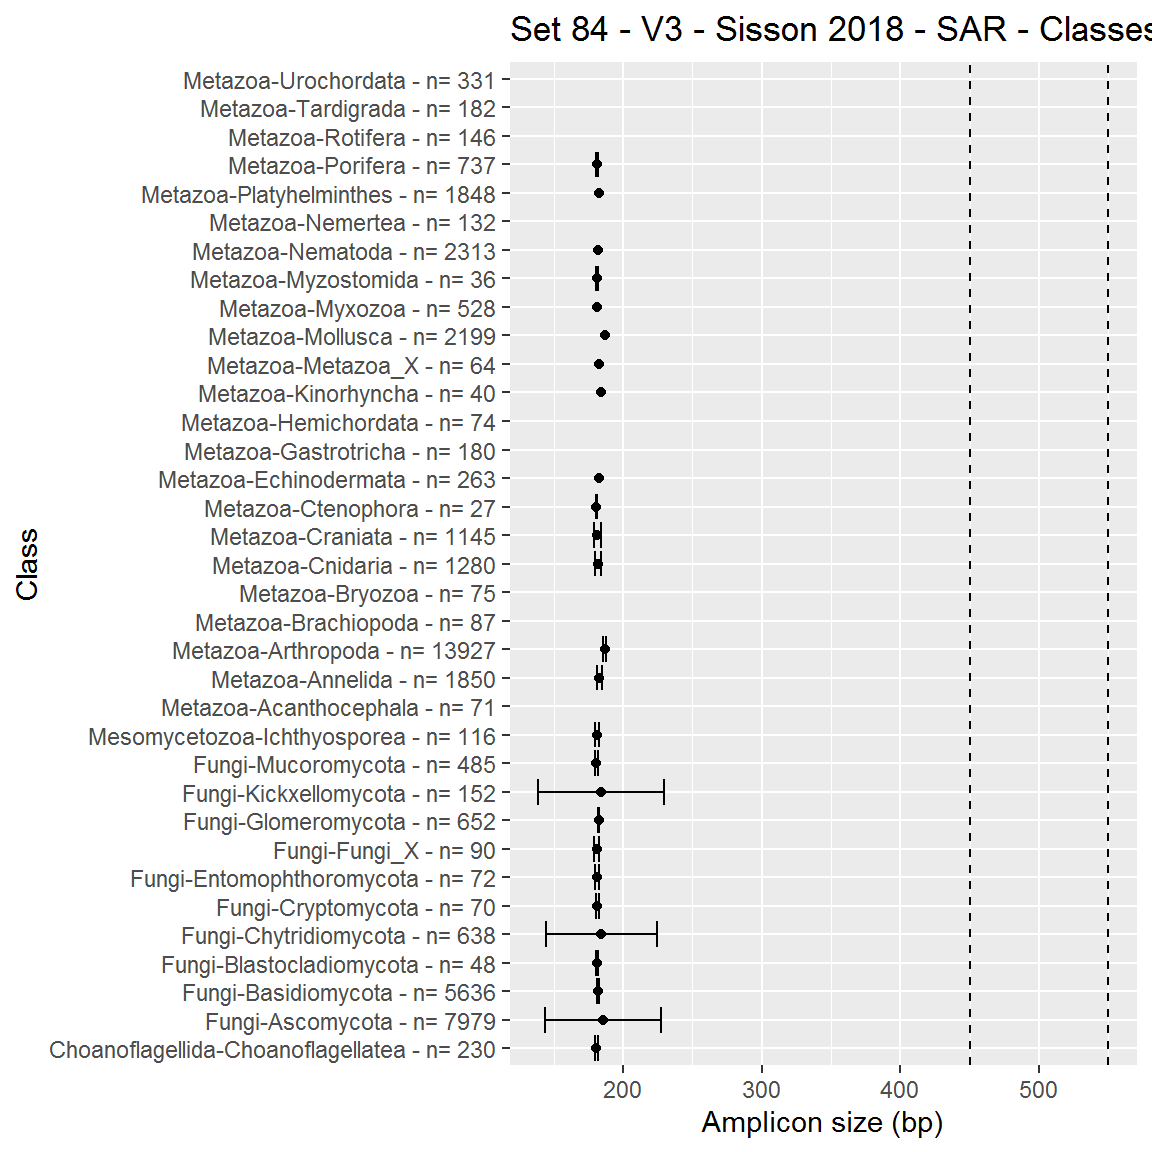 Set 84 - V3 - Sisson 2018 - SAR - Classes
Metazoa-Urochordata - n= 331
Metazoa-Tardigrada - n= 182
Metazoa-Rotifera - n= 146
Metazoa-Porifera - n= 737
Metazoa-Platyhelminthes - n= 1848
Metazoa-Nemertea - n= 132
Metazoa-Nematoda - n= 2313
Metazoa-Myzostomida - n= 36
Metazoa-Myxozoa - n= 528
Metazoa-Mollusca - n= 2199
Metazoa-Metazoa_X - n= 64
Metazoa-Kinorhyncha - n= 40
Metazoa-Hemichordata - n= 74
Metazoa-Gastrotricha - n= 180
Metazoa-Echinodermata - n= 263
Metazoa-Ctenophora - n= 27
Metazoa-Craniata - n= 1145
Metazoa-Cnidaria - n= 1280
Metazoa-Bryozoa - n= 75
Metazoa-Brachiopoda - n= 87
Metazoa-Arthropoda - n= 13927
Metazoa-Annelida - n= 1850
Metazoa-Acanthocephala - n= 71
Mesomycetozoa-Ichthyosporea - n= 116
Fungi-Mucoromycota - n= 485
Fungi-Kickxellomycota - n= 152
Fungi-Glomeromycota - n= 652
Fungi-Fungi_X - n= 90
Fungi-Entomophthoromycota - n= 72
Fungi-Cryptomycota - n= 70
Fungi-Chytridiomycota - n= 638
Fungi-Blastocladiomycota - n= 48
Fungi-Basidiomycota - n= 5636
Fungi-Ascomycota - n= 7979
Choanoflagellida-Choanoflagellatea - n= 230
Class
200 300 400 500
Amplicon size (bp)